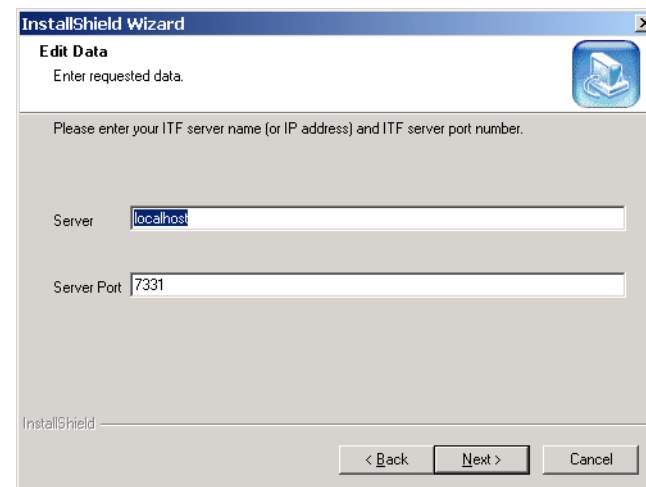 InstallShield Wizard
Edit Data
Enter requested data.
Please enter your ITF server name (or IP address) and ITF server port number.
Server localhost
Server Port 7331
InstallShield
< Back Next > Cancel